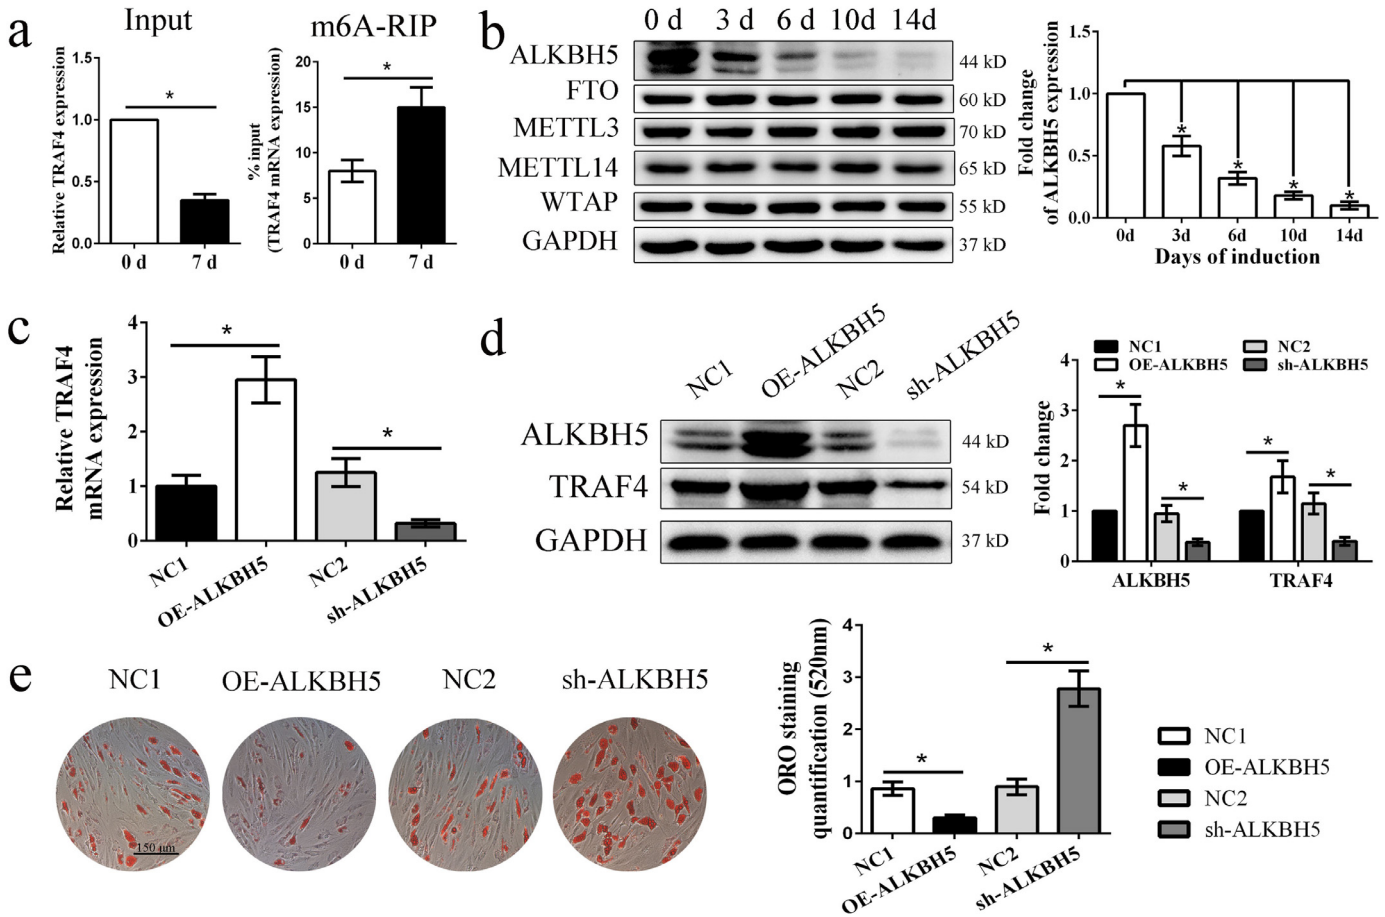 a
Input
m6A-RIP
Relative TRAF4 expression
1.5
1.0
0.5
0.0
*
0 d
7 d
% input
(TRAF4 mRNA expression)
20
15
10
5
0
*
0 d
7 d
b
0 d
3 d
6 d
10d
14d
ALKBH5
44 kD
FTO
60 kD
METTL3
70 kD
METTL14
65 kD
WTAP
55 kD
GAPDH
37 kD
Fold change
of ALKBH5 expression
1.5
1.0
0.5
0.0
*
*
*
*
0d
3d
6d
10d
14d
Days of induction
c
Relative TRAF4
mRNA expression
4
3
2
1
0
*
*
NC1
OE-ALKBH5
NC2
sh-ALKBH5
d
NC1
OE-ALKBH5
NC2
sh-ALKBH5
ALKBH5
44 kD
TRAF4
54 kD
GAPDH
37 kD
NC1
NC2
OE-ALKBH5
sh-ALKBH5
Fold change
4
3
2
1
0
*
*
*
*
ALKBH5
TRAF4
e
NC1
OE-ALKBH5
NC2
sh-ALKBH5
150 μm
ORO staining
quantification (520nm)
4
3
2
1
0
*
*
NC1
OE-ALKBH5
NC2
sh-ALKBH5
NC1
OE-ALKBH5
NC2
sh-ALKBH5